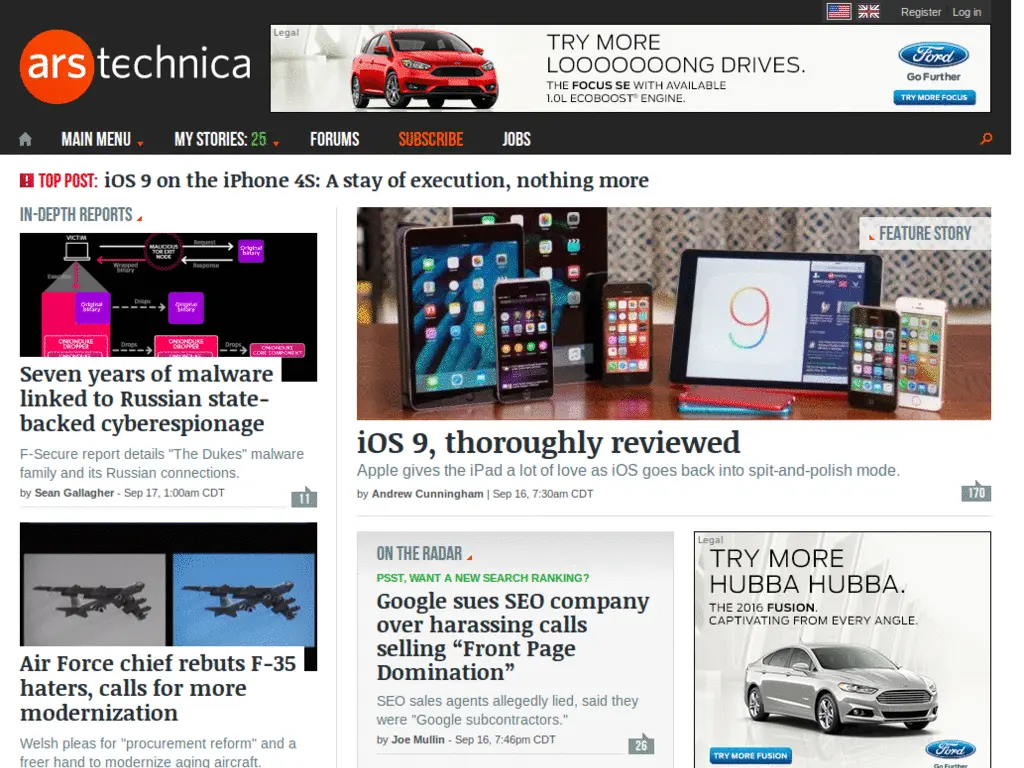 Register Log in
ars technica
Legal
TRY MORE
LOOOOOOONG DRIVES.
THE FOCUS SE WITH AVAILABLE
1.0L ECOBOOST® ENGINE.
Ford
Go Further
TRY MORE FOCUS
MAIN MENU
MY STORIES: 25
FORUMS
SUBSCRIBE
JOBS
TOP POST: iOS 9 on the iPhone 4S: A stay of execution, nothing more
IN-DEPTH REPORTS
VICTIM
MALICIOUS
TOR EXIT
NODE
Request
Response
Original
binary
Wrapped
binary
Original
binary
Drops
Original
binary
ONIONDUKE
DROPPER
Drops
ONIONDUKE
DROPPER
Drops
ONIONDUKE
CORE COMPONENT
Seven years of malware
linked to Russian state-
backed cyberespionage
F-Secure report details "The Dukes" malware
family and its Russian connections.
by Sean Gallagher - Sep 17, 1:00am CDT
11
Air Force chief rebuts F-35
haters, calls for more
modernization
Welsh pleas for "procurement reform" and a
freer hand to modernize aging aircraft.
FEATURE STORY
9
iOS 9, thoroughly reviewed
Apple gives the iPad a lot of love as iOS goes back into spit-and-polish mode.
by Andrew Cunningham | Sep 16, 7:30am CDT
170
ON THE RADAR
PSST, WANT A NEW SEARCH RANKING?
Google sues SEO company
over harassing calls
selling “Front Page
Domination”
SEO sales agents allegedly lied, said they
were "Google subcontractors."
by Joe Mullin - Sep 16, 7:46pm CDT
26
Legal
TRY MORE
HUBBA HUBBA.
THE 2016 FUSION.
CAPTIVATING FROM EVERY ANGLE.
TRY MORE FUSION
Ford
Go Further